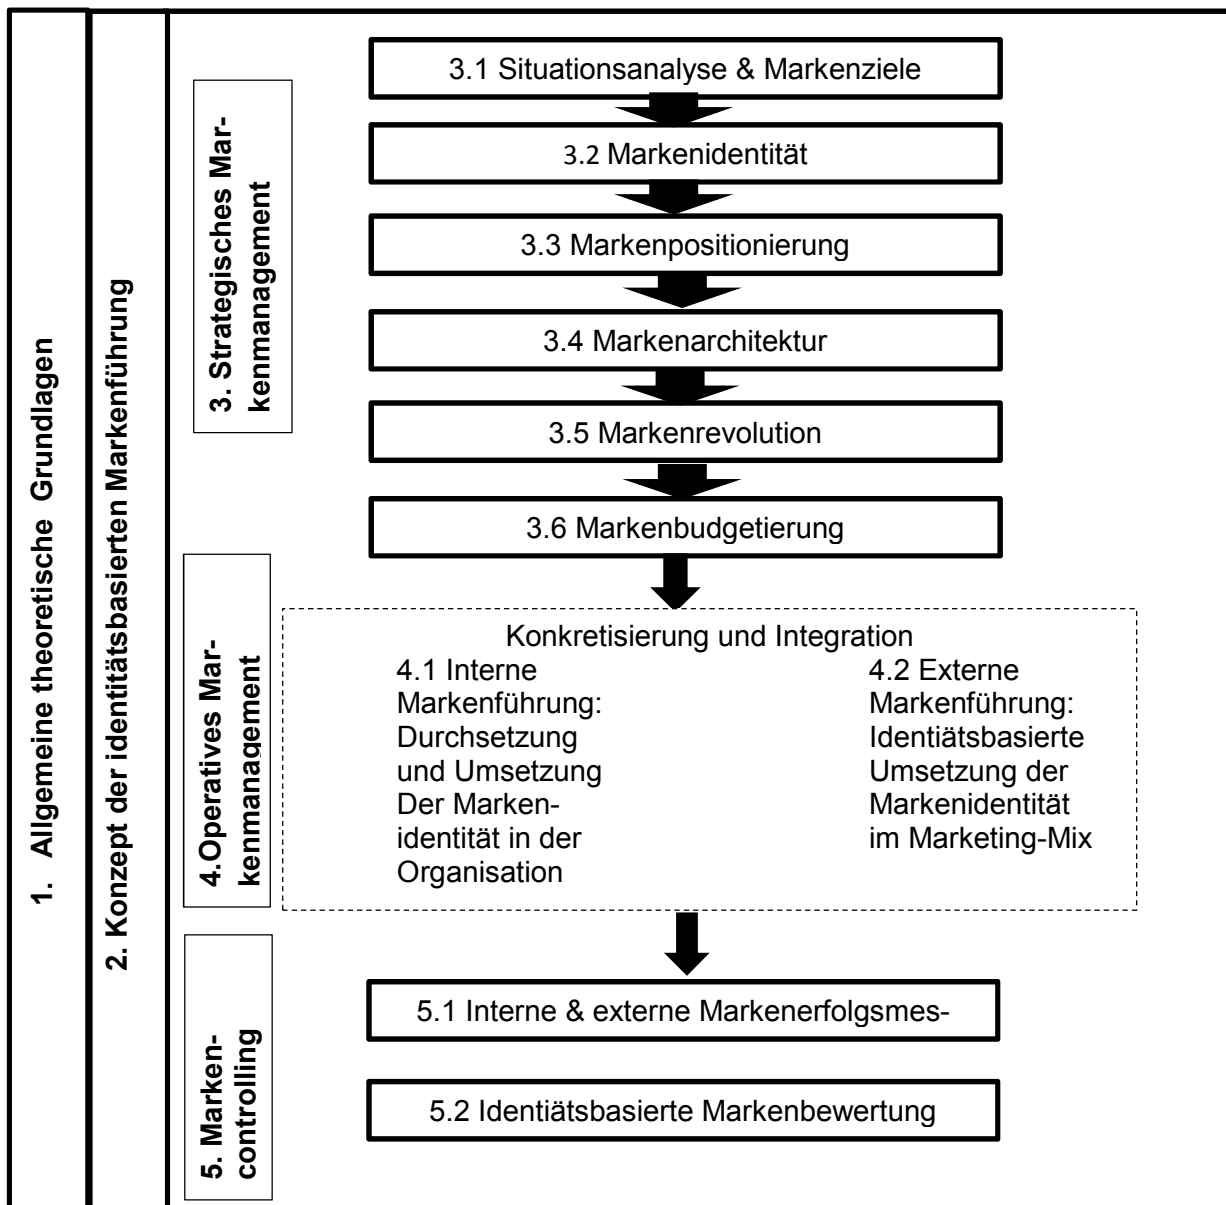 1. Allgemeine theoretische Grundlagen
2. Konzept der identitätsbasierten Markenführung
3. Strategisches Mar-
kenmanagement
3.1 Situationsanalyse & Markenziele
3.2 Markenidentität
3.3 Markenpositionierung
3.4 Markenarchitektur
3.5 Markenrevolution
3.6 Markenbudgetierung
4.Operatives Mar-
kenmanagement
Konkretisierung und Integration
4.1 Interne
Markenführung:
Durchsetzung
und Umsetzung
Der Marken-
identität in der
Organisation
4.2 Externe
Markenführung:
Identiätsbasierte
Umsetzung der
Markenidentität
im Marketing-Mix
5. Marken-
controlling
5.1 Interne & externe Markenerfolgsmes-
5.2 Identiätsbasierte Markenbewertung